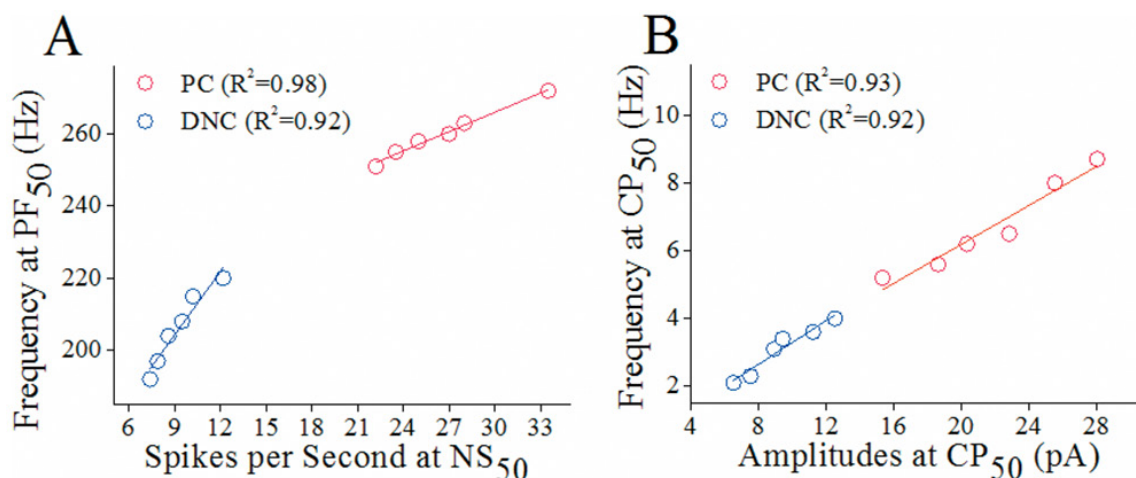 A
PC (R²=0.98)
DNC (R²=0.92)
Frequency at PF50 (Hz)
260
240
220
200
6 9 12 15 18 21 24 27 30 33
Spikes per Second at NS50
B
PC (R²=0.93)
DNC (R²=0.92)
Frequency at CP50 (Hz)
10
8
6
4
2
4 8 12 16 20 24 28
Amplitudes at CP50 (pA)